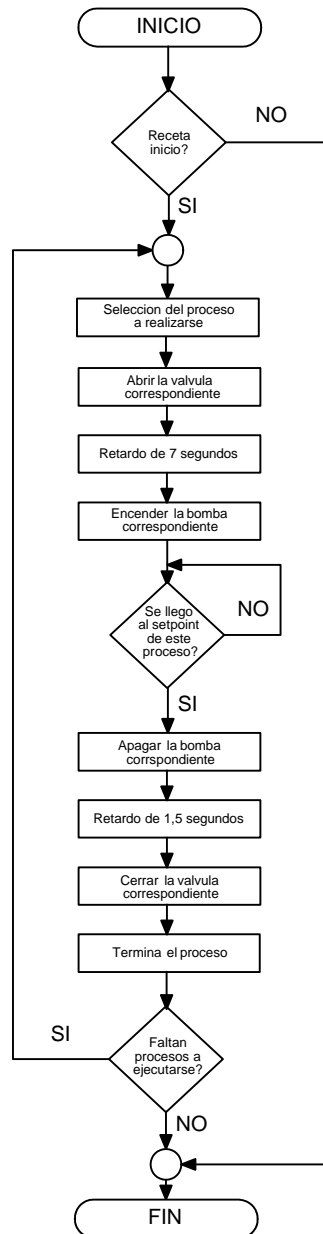 INICIO
NO
Receta
inicio?
SI
Seleccion del proceso
a realizarse
Abrir la valvula
correspondiente
Retardo de 7 segundos
Encender la bomba
correspondiente
Se llego
al setpoint
de este
proceso?
NO
SI
Apagar la bomba
corrspondiente
Retardo de 1,5 segundos
Cerrar la valvula
correspondiente
Termina el proceso
SI
Faltan
procesos a
ejecutarse?
NO
FIN